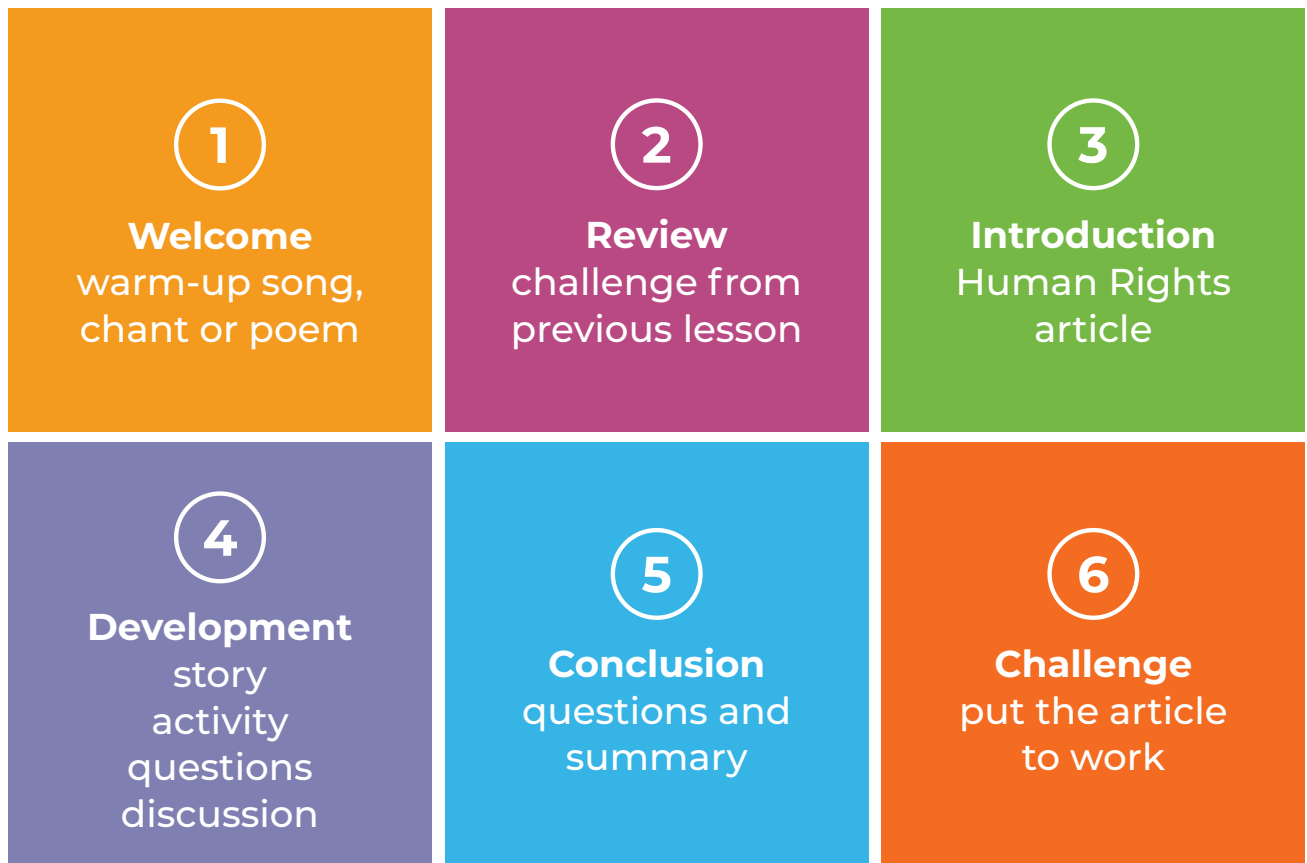 1
Welcome
warm-up song,
chant or poem
2
Review
challenge from
previous lesson
3
Introduction
Human Rights
article
4
Development
story
activity
questions
discussion
5
Conclusion
questions and
summary
6
Challenge
put the article
to work